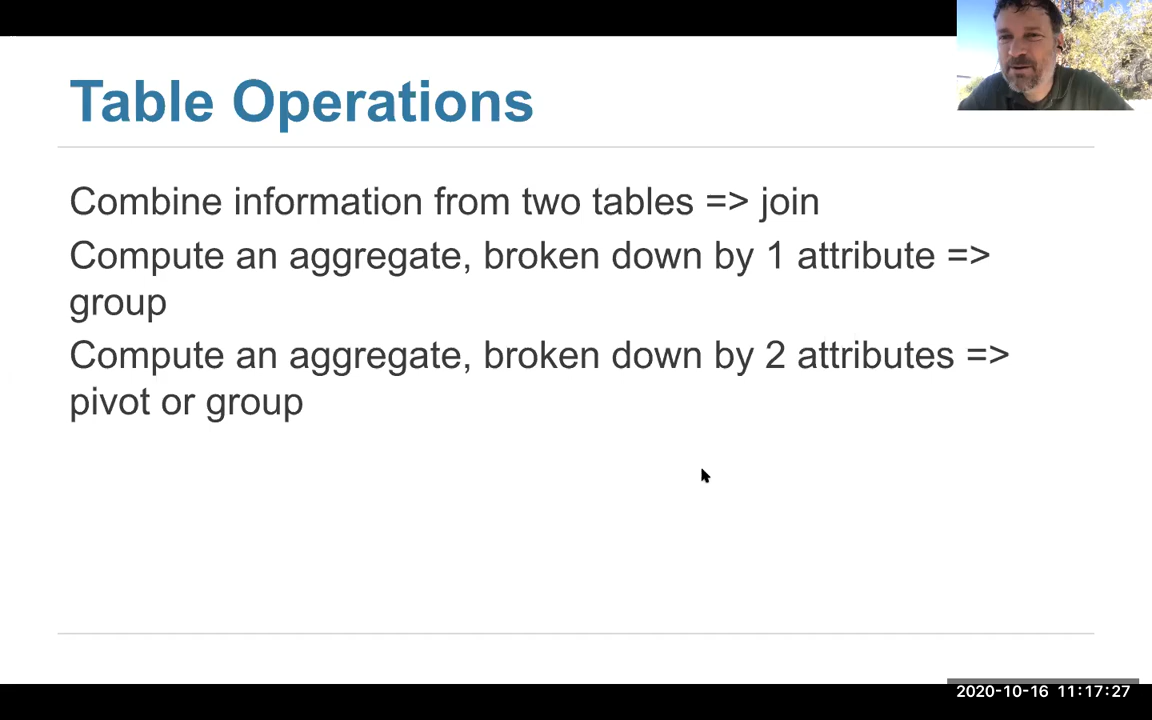 Table Operations
Combine information from two tables => join
Compute an aggregate, broken down by 1 attribute =>
group
Compute an aggregate, broken down by 2 attributes =>
pivot or group
2020-10-16 11:17:27